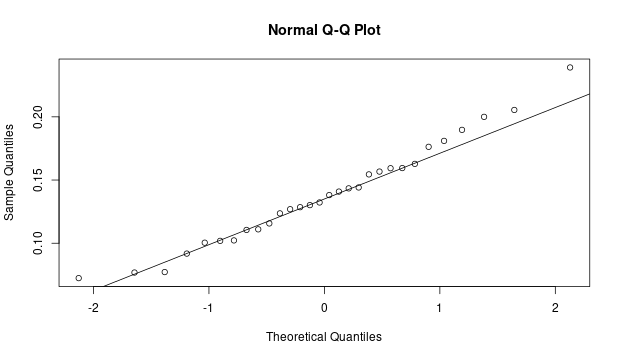 Normal Q-Q Plot
Sample Quantiles
0.20
0.15
0.10
-2 -1 0 1 2
Theoretical Quantiles